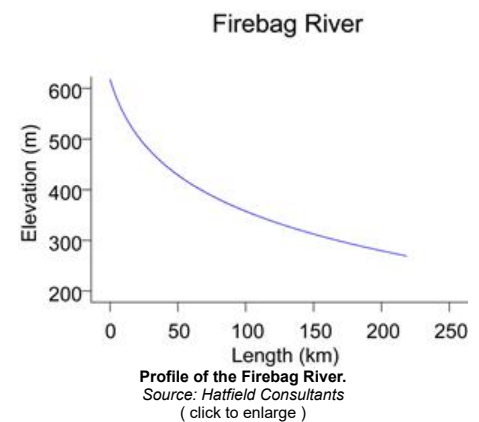 Firebag River
600
500
400
300
200
Elevation (m)
0 50 100 150 200 250
Length (km)
Profile of the Firebag River.
Source: Hatfield Consultants
( click to enlarge )